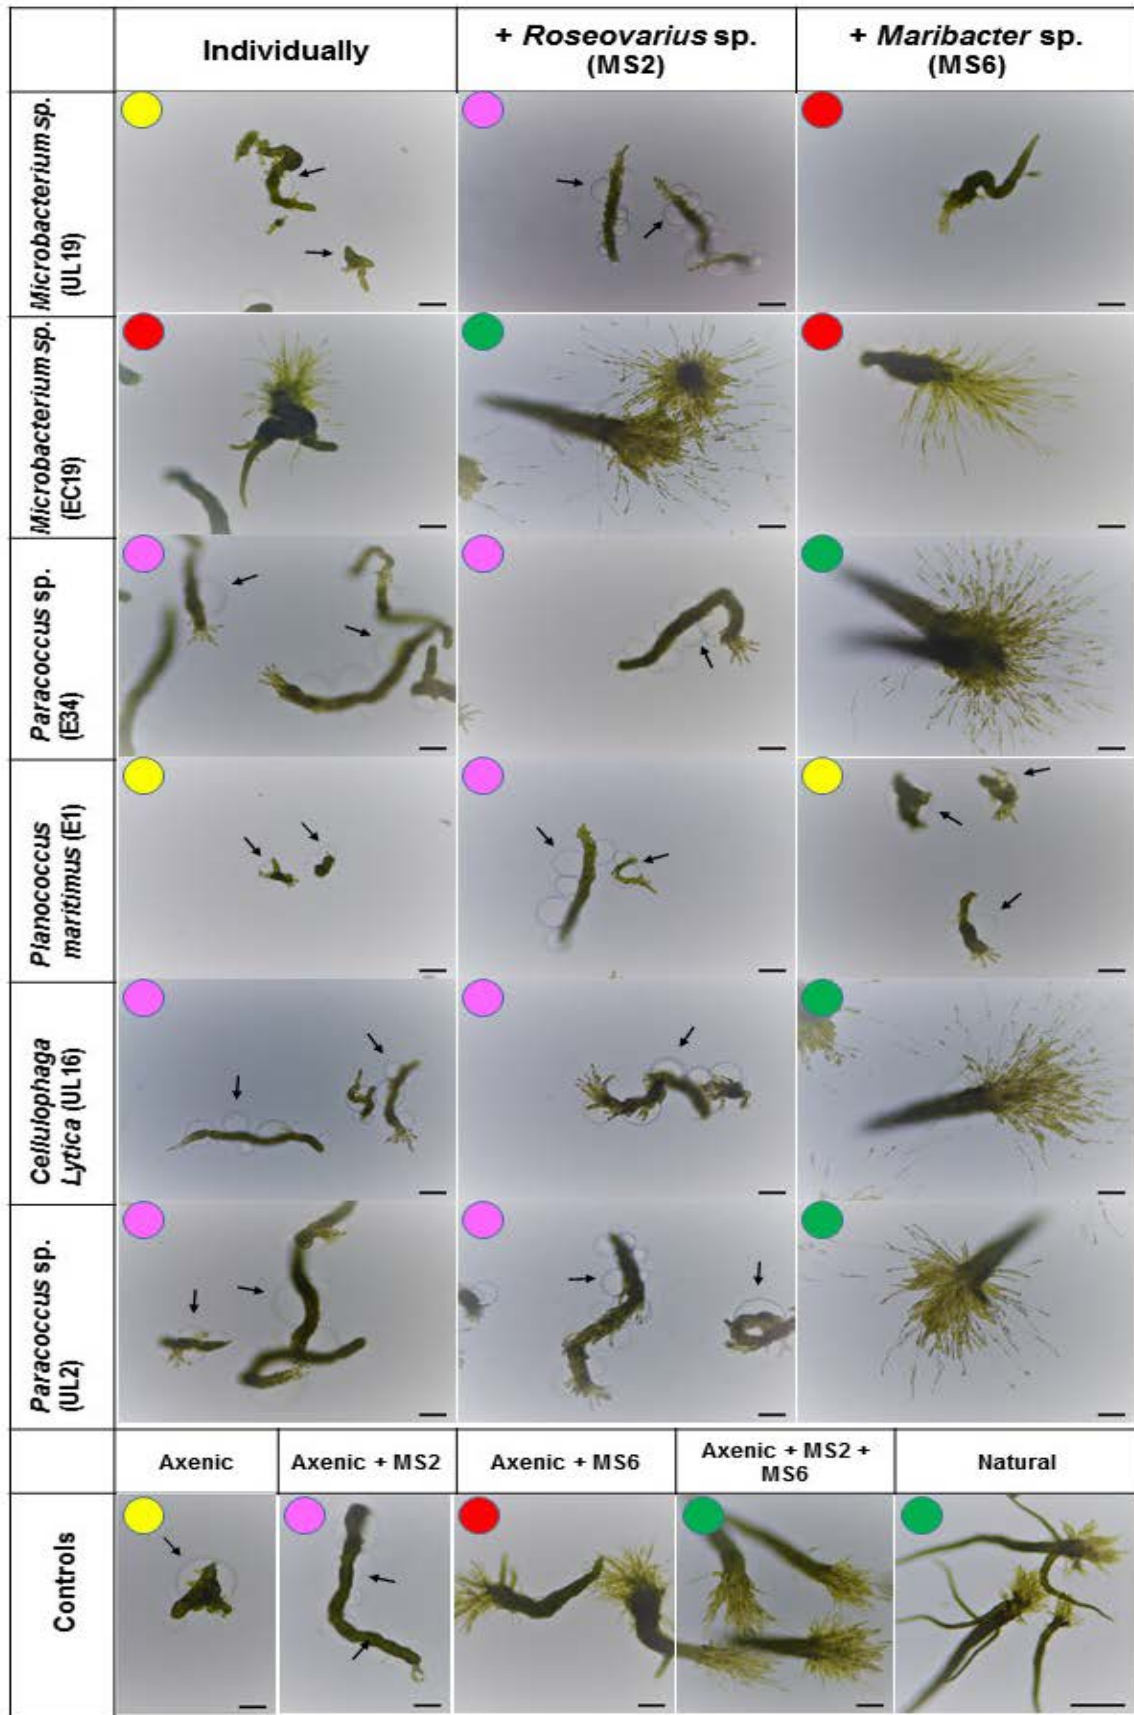 Individually
+ Roseovarius sp.
(MS2)
+ Maribacter sp.
(MS6)
Microbacterium sp.
(UL19)
Microbacterium sp.
(EC19)
Paracoccus sp.
(E34)
Planococcus
maritimus (E1)
Cellulophaga
Lytica (UL16)
Paracoccus sp.
(UL2)
Axenic
Axenic + MS2
Axenic + MS6
Axenic + MS2 +
MS6
Natural
Controls